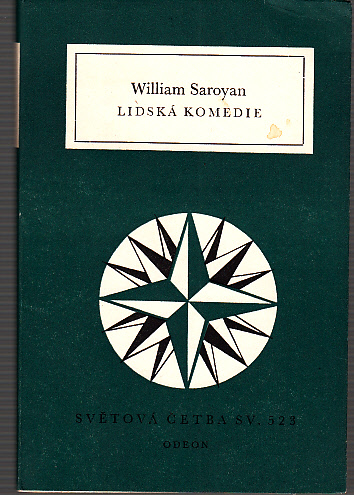 William Saroyan
LIDSKÁ KOMEDIE
SVĚTOVÁ ČETBA SV. 523
ODEON